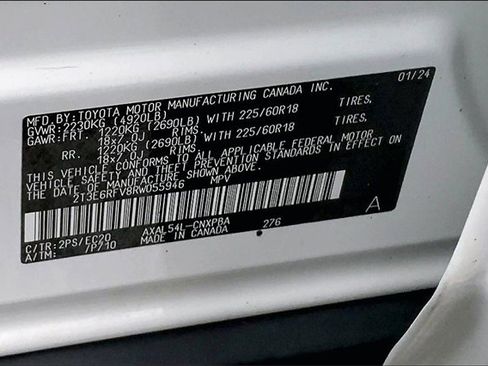 MFD. BY: TOYOTA MOTOR MANUFACTURING CANADA INC. 01/24
GVWR: 2230KG (4920LB)
GAWR: FRT. 1220KG (2690LB) WITH 225/60R18 TIRES,
18x7.0J RIMS.
RR. 1220KG (2690LB) WITH 225/60R18 TIRES,
18x7.0J RIMS.
THIS VEHICLE CONFORMS TO ALL APPLICABLE FEDERAL MOTOR
VEHICLE SAFETY AND THEFT PREVENTION STANDARDS IN EFFECT ON
THE DATE OF MANUFACTURE SHOWN ABOVE.
2T3E6RFV8RW055946 MPV
C/TR: 2PS/EC20 AXAL54L-CNXPBA 276 A
A/TM: /P710 MADE IN CANADA